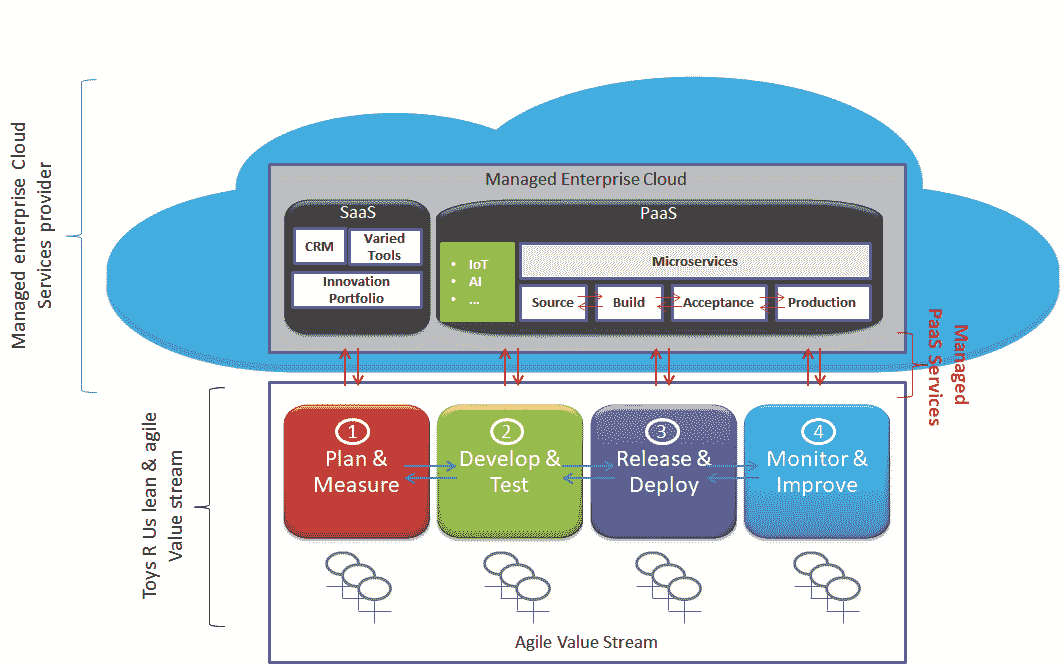 Managed enterprise Cloud
Services provider
Managed Enterprise Cloud
SaaS
CRM
Varied
Tools
Innovation
Portfolio
PaaS
• IoT
• AI
• ...
Microservices
Source
Build
Acceptance
Production
Managed
PaaS Services
Toys R Us lean & agile
Value stream
1
Plan &
Measure
2
Develop &
Test
3
Release &
Deploy
4
Monitor &
Improve
Agile Value Stream